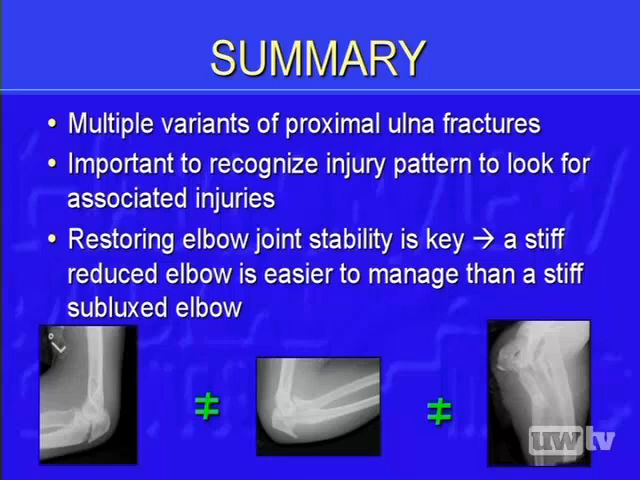 SUMMARY
• Multiple variants of proximal ulna fractures
• Important to recognize injury pattern to look for
associated injuries
• Restoring elbow joint stability is key → a stiff
reduced elbow is easier to manage than a stiff
subluxed elbow
≠ ≠
uwtv